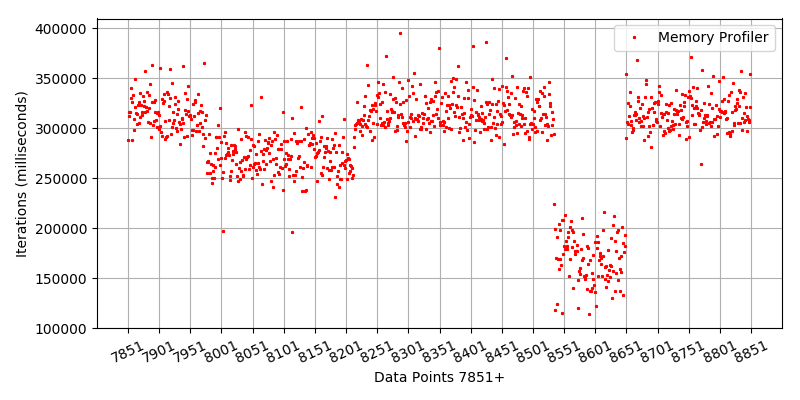 400000
350000
300000
250000
200000
150000
100000
Iterations (milliseconds)
Memory Profiler
7851 7901 7951 8001 8051 8101 8151 8201 8251 8301 8351 8401 8451 8501 8551 8601 8651 8701 8751 8801 8851
Data Points 7851+